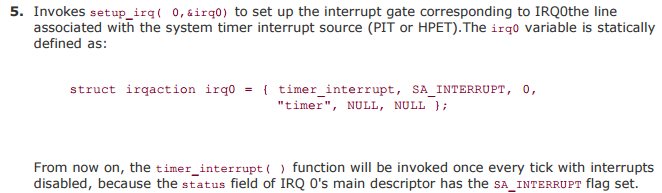 5. Invokes setup_irq( 0,&irq0) to set up the interrupt gate corresponding to IRQ0the line
associated with the system timer interrupt source (PIT or HPET).The irq0 variable is statically
defined as:
struct irqaction irq0 = { timer_interrupt, SA_INTERRUPT, 0,
"timer", NULL, NULL };
From now on, the timer_interrupt( ) function will be invoked once every tick with interrupts
disabled, because the status field of IRQ 0's main descriptor has the SA_INTERRUPT flag set.